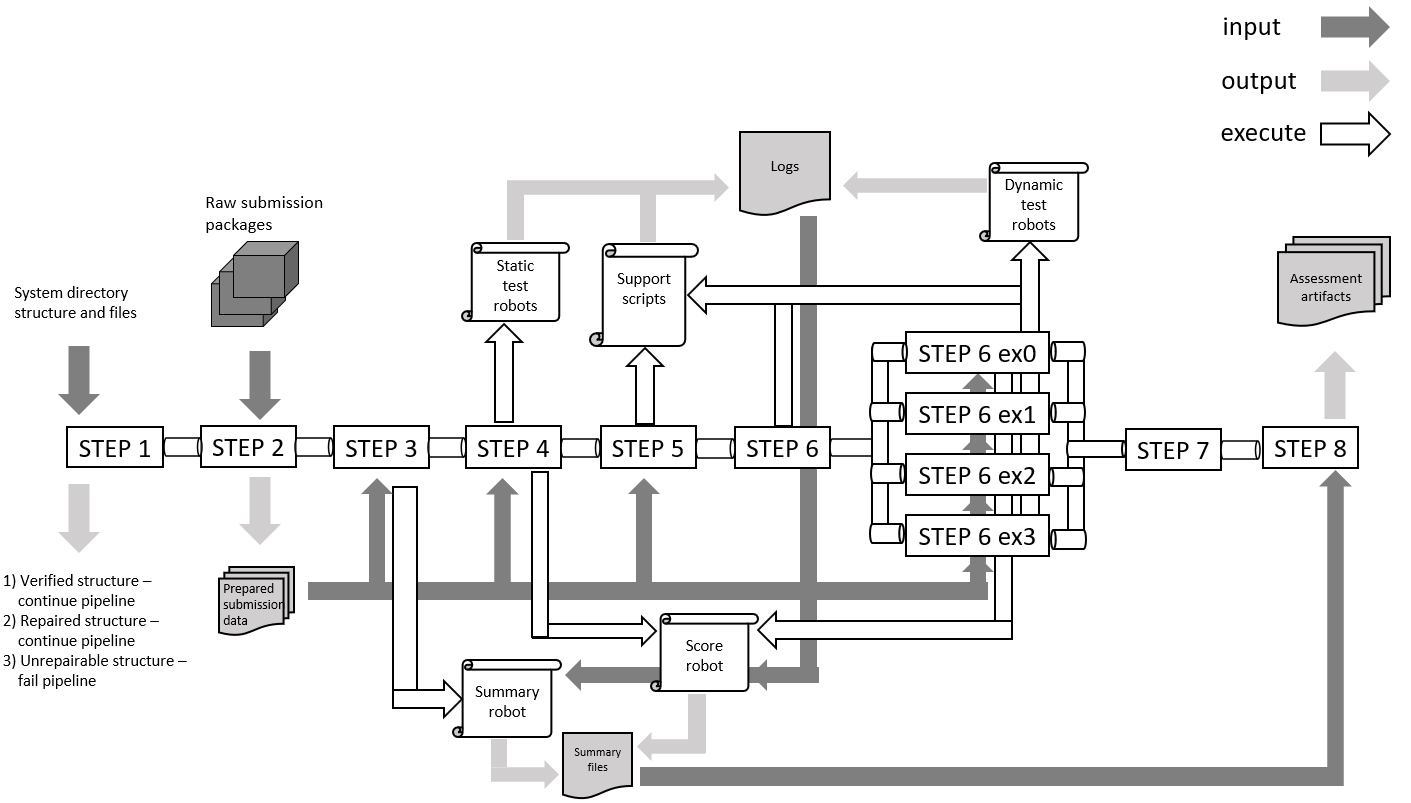 input
output
execute
Logs
Dynamic
test
robots
Raw submission
packages
System directory
structure and files
Static
test
robots
Support
scripts
Assessment
artifacts
STEP 6 ex0
STEP 6 ex1
STEP 1
STEP 2
STEP 3
STEP 4
STEP 5
STEP 6
STEP 7
STEP 8
STEP 6 ex2
STEP 6 ex3
1) Verified structure –
continue pipeline
2) Repaired structure –
continue pipeline
3) Unrepairable structure –
fail pipeline
Prepared
submission
data
Score
robot
Summary
robot
Summary
files